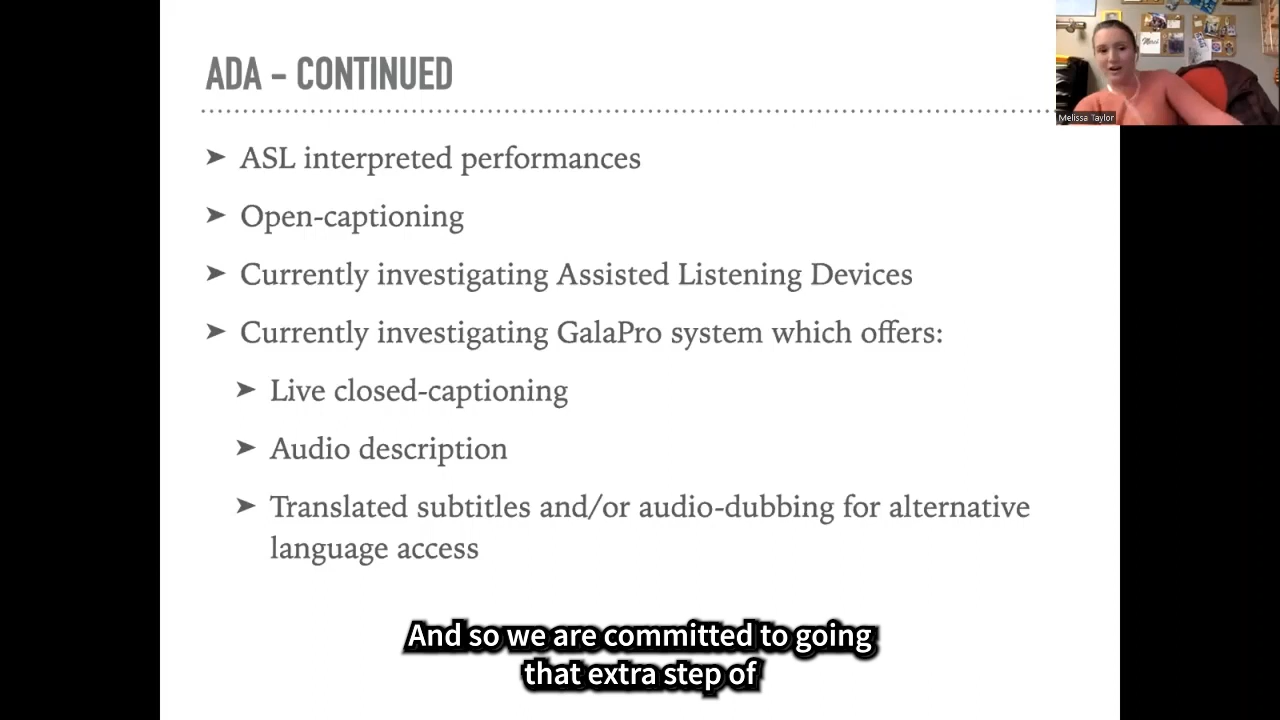 ADA - CONTINUED
Melissa Taylor
➤ ASL interpreted performances
➤ Open-captioning
➤ Currently investigating Assisted Listening Devices
➤ Currently investigating GalaPro system which offers:
➤ Live closed-captioning
➤ Audio description
➤ Translated subtitles and/or audio-dubbing for alternative
language access
And so we are committed to going
that extra step of